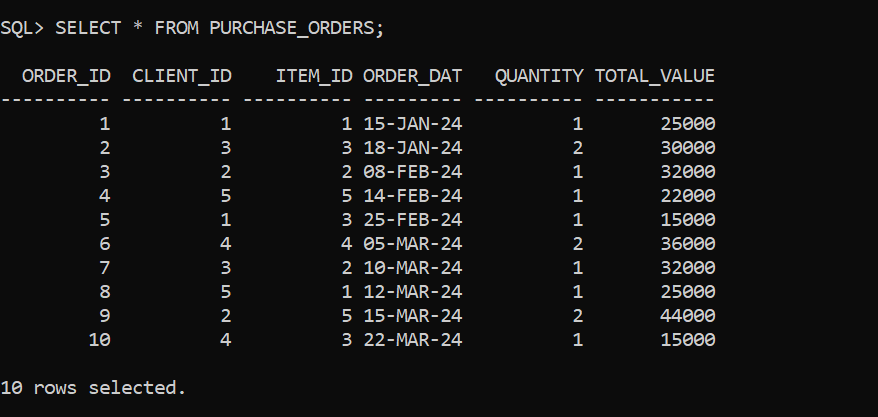 SQL> SELECT * FROM PURCHASE_ORDERS;
  ORDER_ID  CLIENT_ID    ITEM_ID ORDER_DAT   QUANTITY TOTAL_VALUE
---------- ---------- ---------- --------- ---------- -----------
         1          1          1 15-JAN-24          1       25000
         2          3          3 18-JAN-24          2       30000
         3          2          2 08-FEB-24          1       32000
         4          5          5 14-FEB-24          1       22000
         5          1          3 25-FEB-24          1       15000
         6          4          4 05-MAR-24          2       36000
         7          3          2 10-MAR-24          1       32000
         8          5          1 12-MAR-24          1       25000
         9          2          5 15-MAR-24          2       44000
        10          4          3 22-MAR-24          1       15000
10 rows selected.